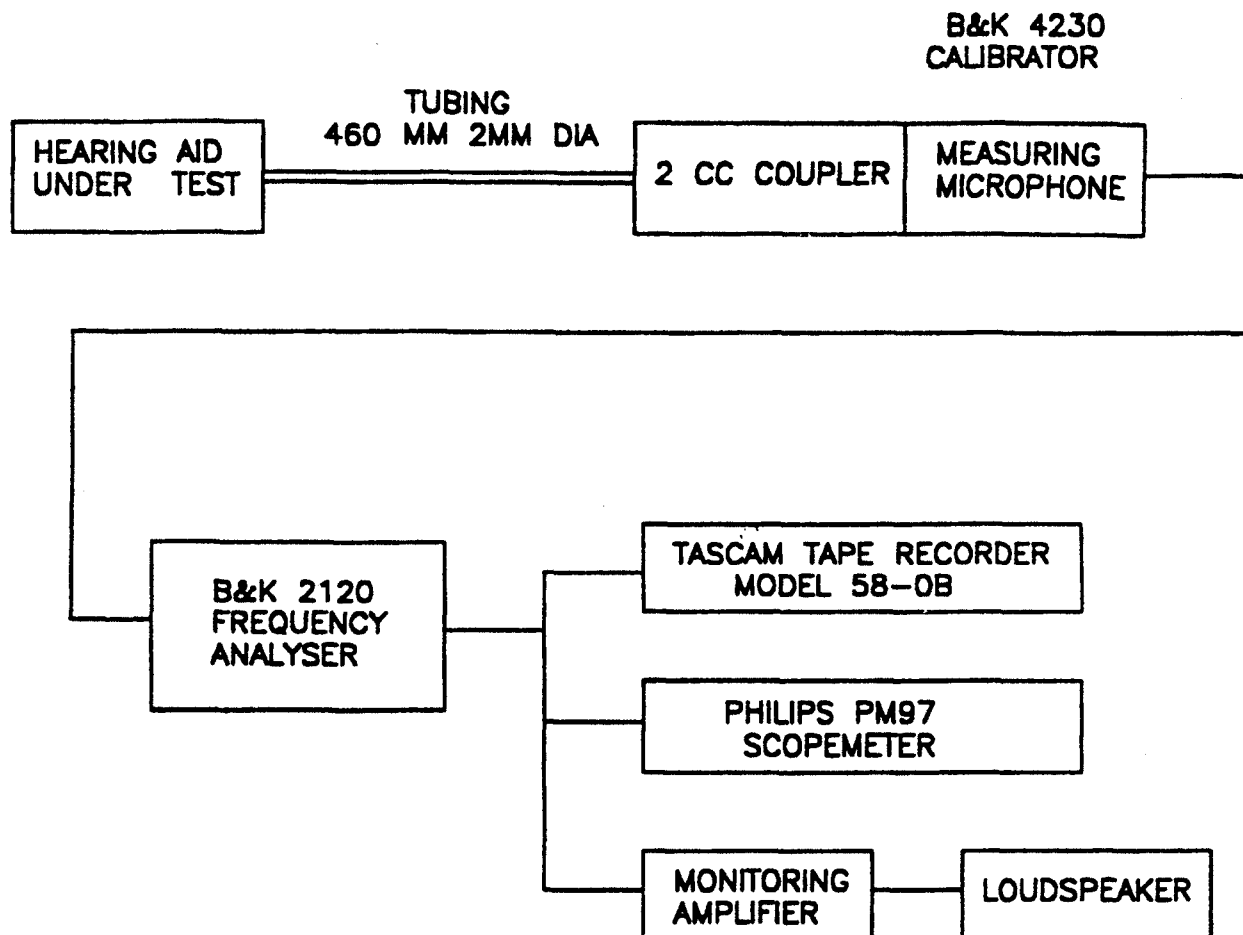 B&K 4230
CALIBRATOR
TUBING
460 MM 2MM DIA
HEARING AID
UNDER TEST
2 CC COUPLER
MEASURING
MICROPHONE
B&K 2120
FREQUENCY
ANALYSER
TASCAM TAPE RECORDER
MODEL 58-0B
PHILIPS PM97
SCOPEMETER
MONITORING
AMPLIFIER
LOUDSPEAKER